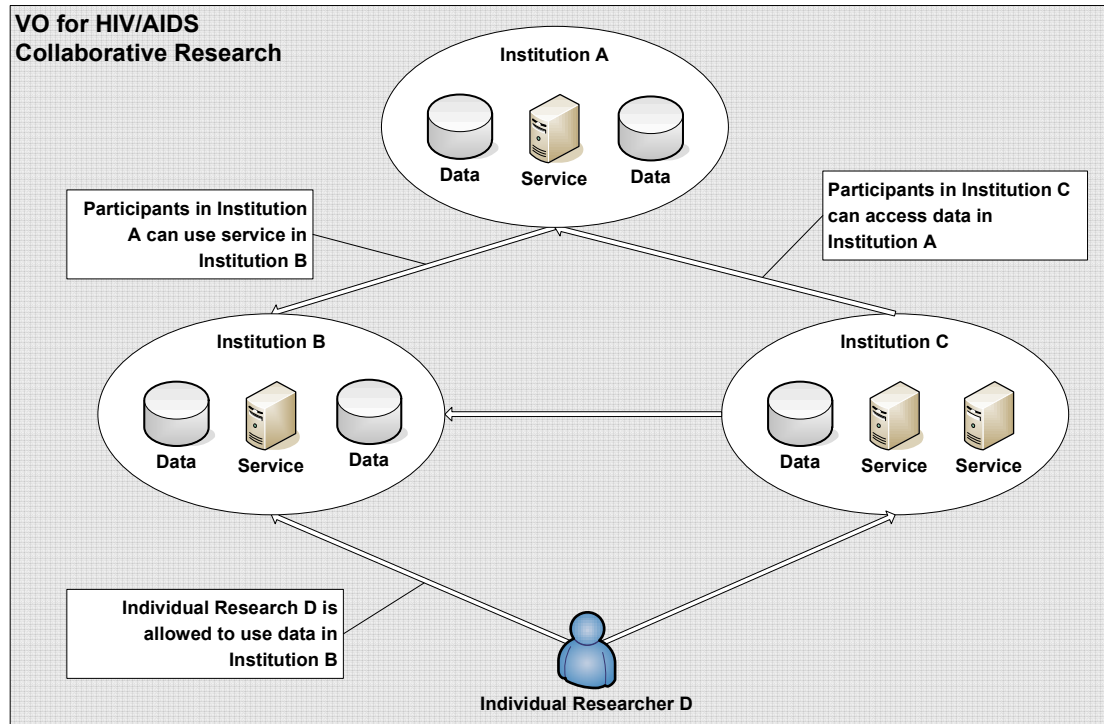 VO for HIV/AIDS
Collaborative Research
Institution A
Data
Service
Data
Participants in Institution
A can use service in
Institution B
Participants in Institution C
can access data in
Institution A
Institution B
Data
Service
Data
Institution C
Data
Service
Service
Individual Research D is
allowed to use data in
Institution B
Individual Researcher D